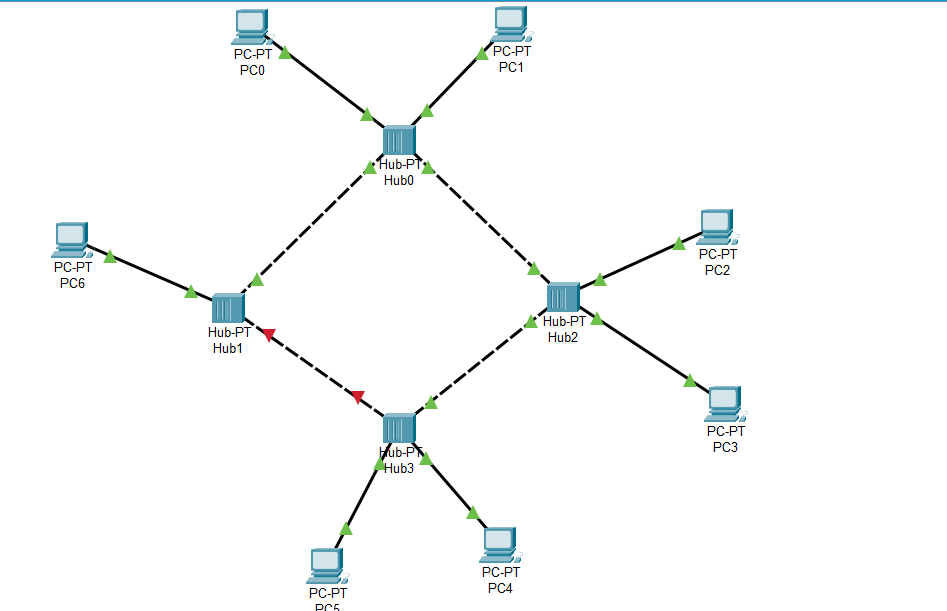 PC-PT
PC0
PC-PT
PC1
Hub-PT
Hub0
PC-PT
PC2
PC-PT
PC6
Hub-PT
Hub1
Hub-PT
Hub2
PC-PT
PC3
Hub-PT
Hub3
PC-PT
PC4
PC-PT
PC5